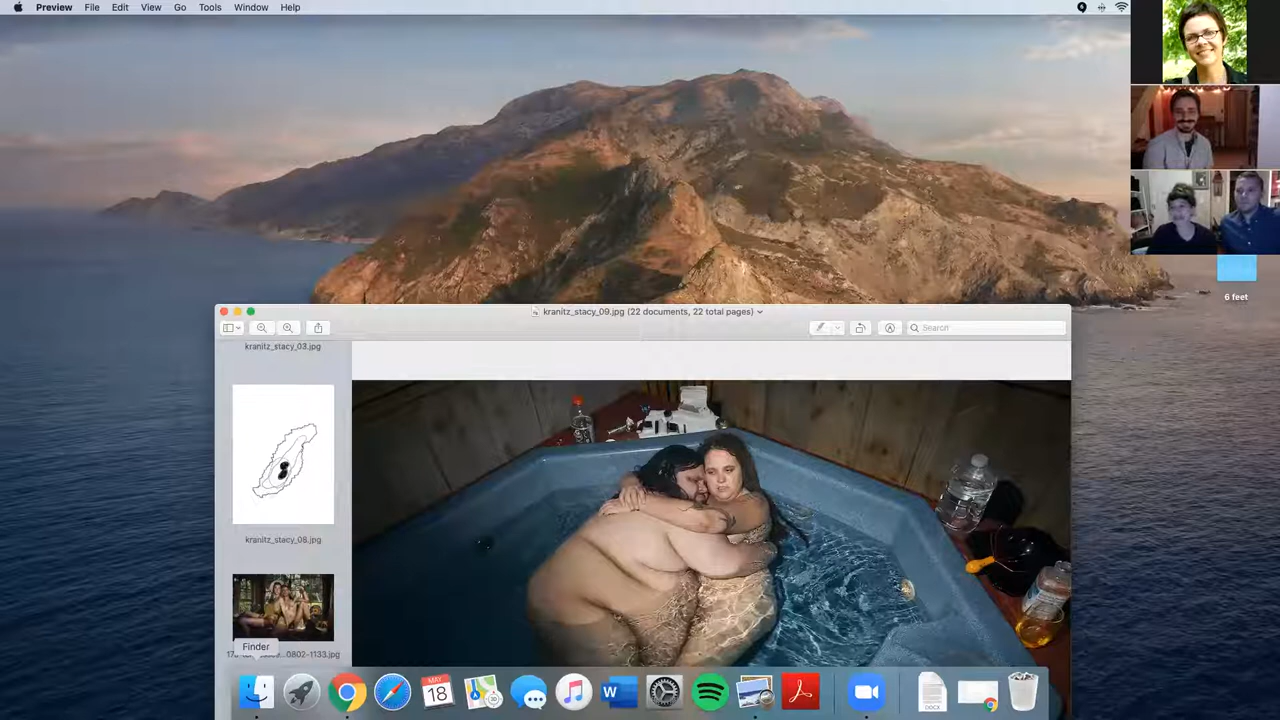 Preview File Edit View Go Tools Window Help
6 feet
kranitz_stacy_09.jpg (22 documents, 22 total pages)
Search
kranitz_stacy_03.jpg
kranitz_stacy_08.jpg
0802-1133.jpg
Finder
MAY
18
W
DOCX